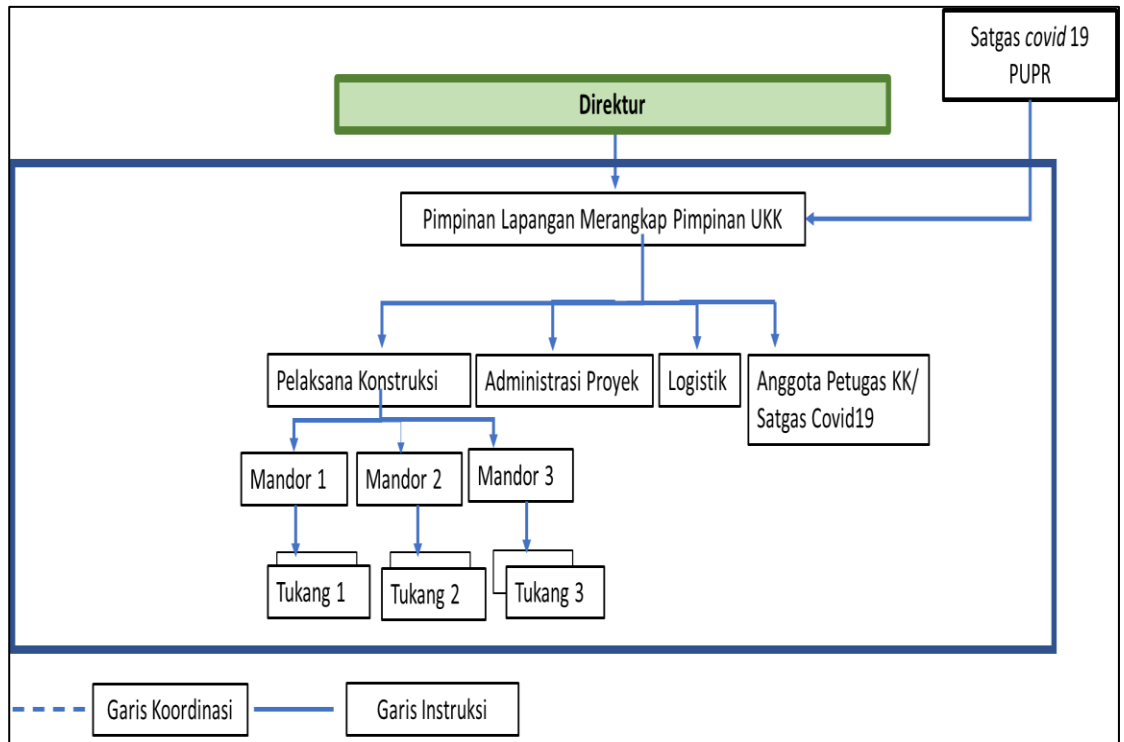 Satgas covid 19
PUPR
Direktur
Pimpinan Lapangan Merangkap Pimpinan UKK
Pelaksana Konstruksi
Administrasi Proyek
Logistik
Anggota Petugas KK/
Satgas Covid19
Mandor 1
Mandor 2
Mandor 3
Tukang 1
Tukang 2
Tukang 3
Garis Koordinasi
Garis Instruksi